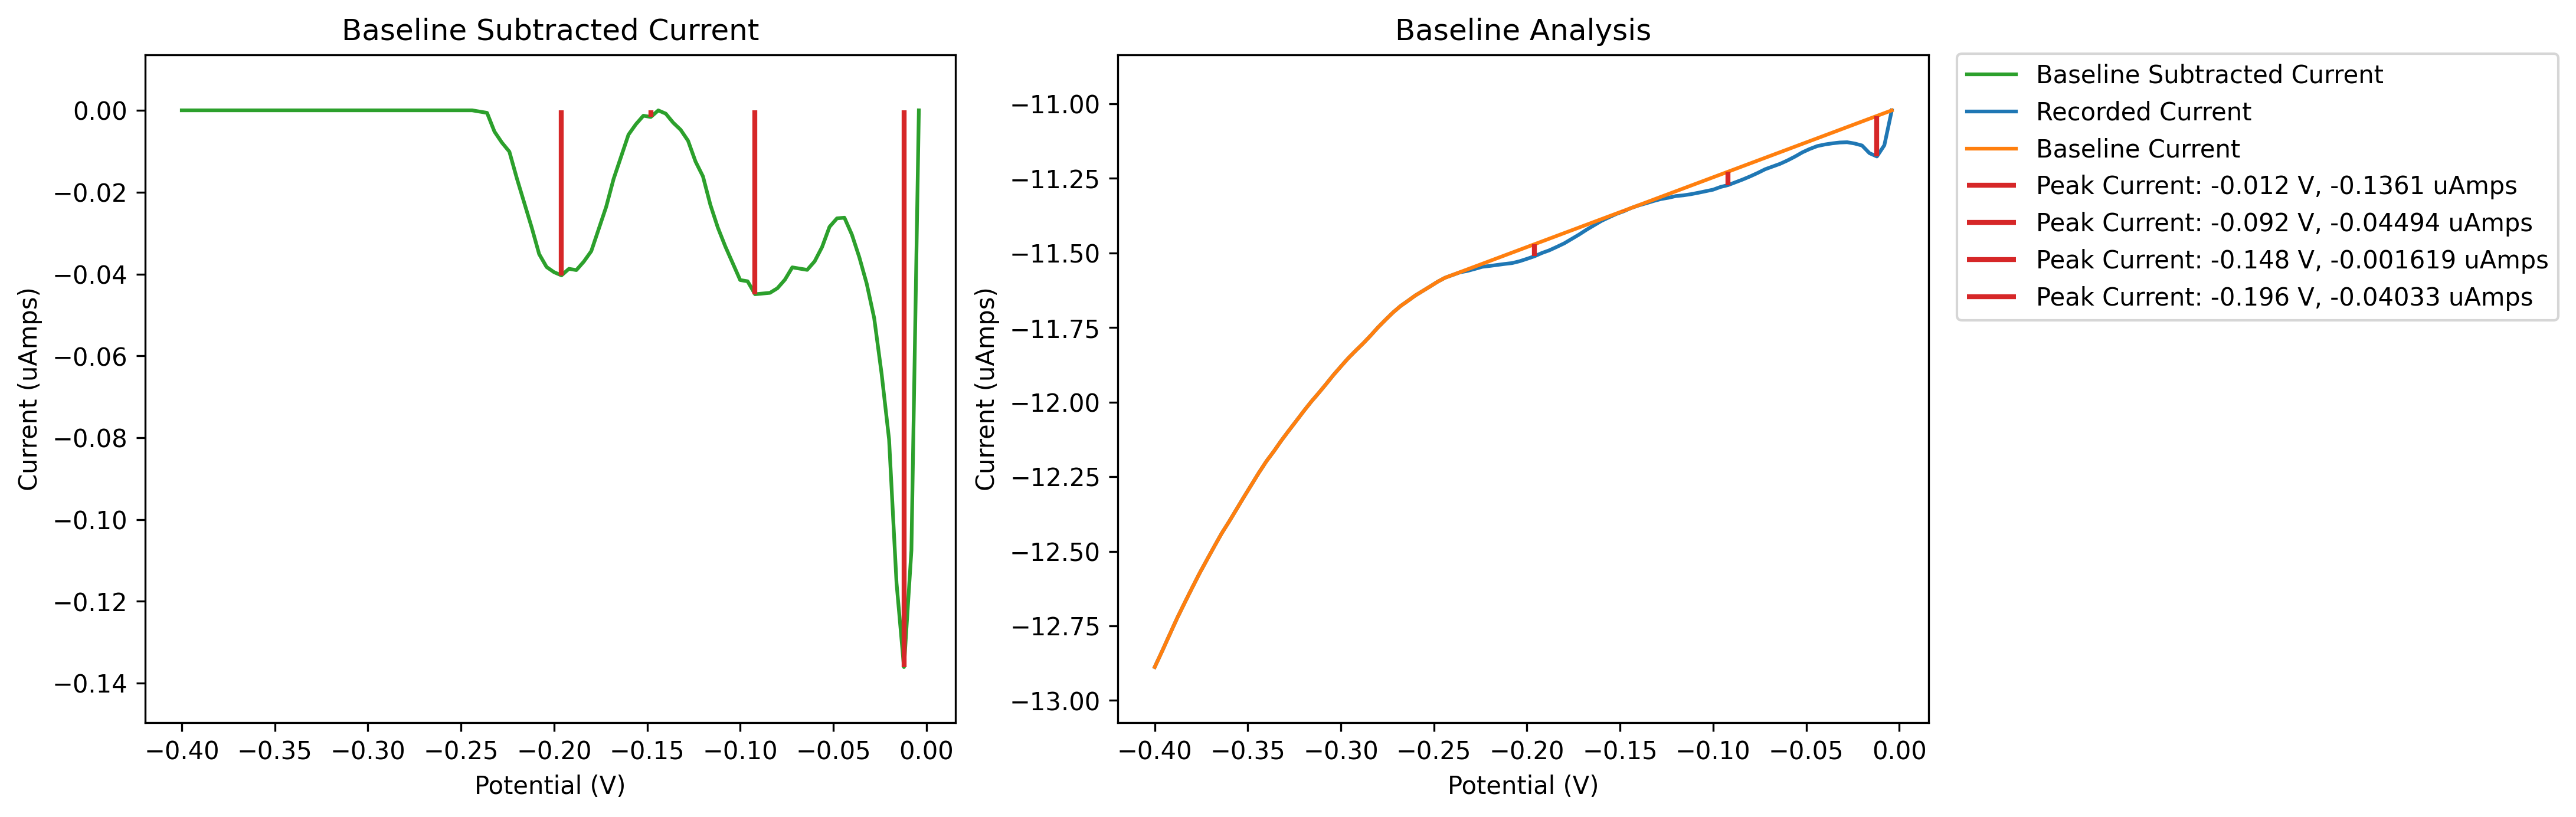 Baseline Subtracted Current
0.00
−0.02
−0.04
−0.06
−0.08
−0.10
−0.12
−0.14
Current (uAmps)
−0.40 −0.35 −0.30 −0.25 −0.20 −0.15 −0.10 −0.05 0.00
Potential (V)
Baseline Analysis
−11.00
−11.25
−11.50
−11.75
−12.00
−12.25
−12.50
−12.75
−13.00
Current (uAmps)
−0.40 −0.35 −0.30 −0.25 −0.20 −0.15 −0.10 −0.05 0.00
Potential (V)
Baseline Subtracted Current
Recorded Current
Baseline Current
Peak Current: -0.012 V, -0.1361 uAmps
Peak Current: -0.092 V, -0.04494 uAmps
Peak Current: -0.148 V, -0.001619 uAmps
Peak Current: -0.196 V, -0.04033 uAmps